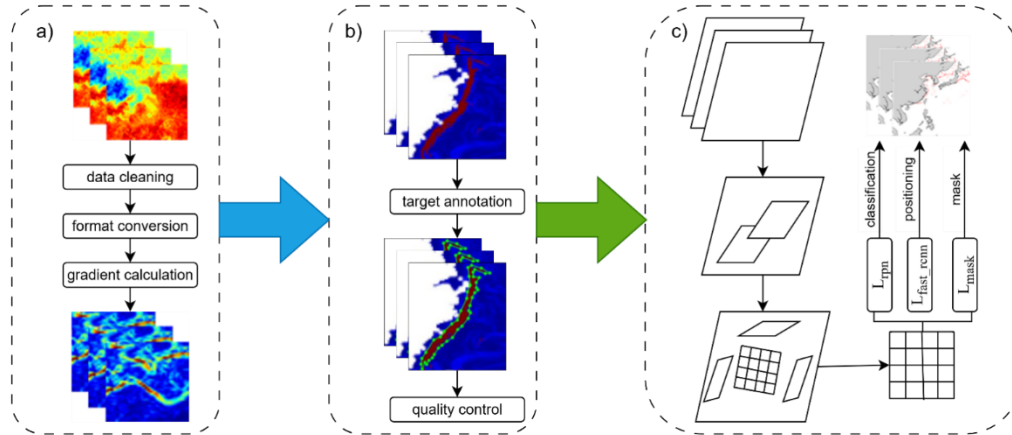 a)
data cleaning
format conversion
gradient calculation
b)
target annotation
quality control
c)
classification
positioning
mask
L_rpn
L_fast_rcnn
L_mask